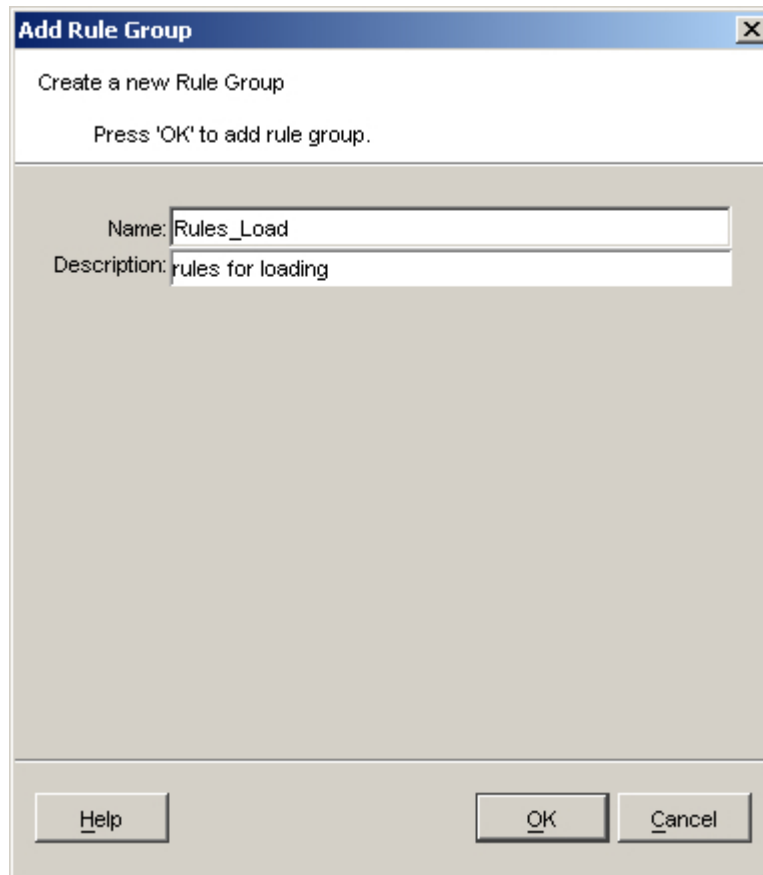 Add Rule Group
Create a new Rule Group
Press 'OK' to add rule group.
Name: Rules_Load
Description: rules for loading
Help OK Cancel